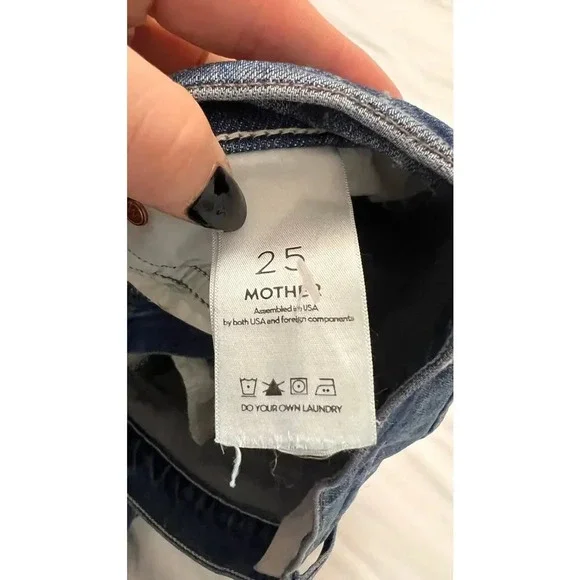 25
MOTHER
Assembled in USA
by both USA and foreign components
DO YOUR OWN LAUNDRY